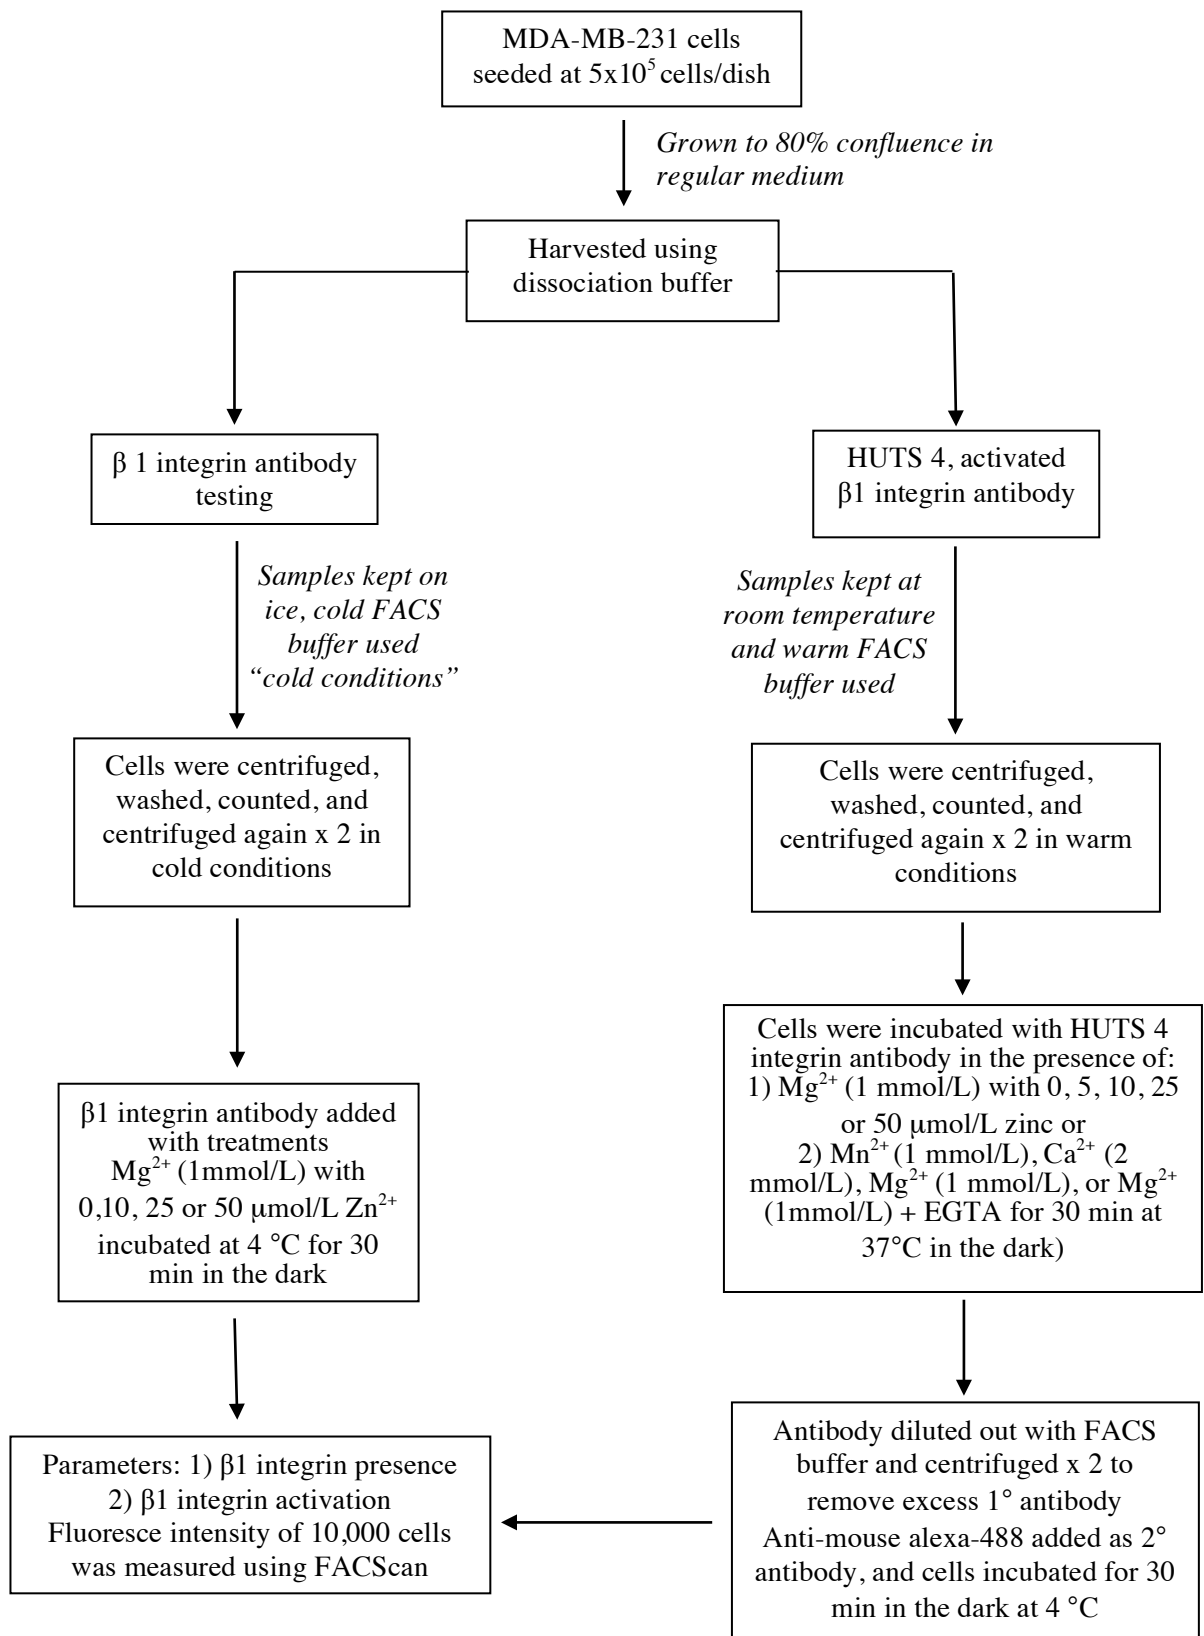 MDA-MB-231 cells
seeded at 5x10⁵ cells/dish
Grown to 80% confluence in
regular medium
Harvested using
dissociation buffer
β 1 integrin antibody
testing
Samples kept on
ice, cold FACS
buffer used
“cold conditions”
Cells were centrifuged,
washed, counted, and
centrifuged again x 2 in
cold conditions
β1 integrin antibody added
with treatments
Mg²⁺ (1mmol/L) with
0,10, 25 or 50 μmol/L Zn²⁺
incubated at 4 °C for 30
min in the dark
HUTS 4, activated
β1 integrin antibody
Samples kept at
room temperature
and warm FACS
buffer used
Cells were centrifuged,
washed, counted, and
centrifuged again x 2 in warm
conditions
Cells were incubated with HUTS 4
integrin antibody in the presence of:
1) Mg²⁺ (1 mmol/L) with 0, 5, 10, 25
or 50 μmol/L zinc or
2) Mn²⁺ (1 mmol/L), Ca²⁺ (2
mmol/L), Mg²⁺ (1 mmol/L), or Mg²⁺
(1mmol/L) + EGTA for 30 min at
37°C in the dark)
Antibody diluted out with FACS
buffer and centrifuged x 2 to
remove excess 1° antibody
Anti-mouse alexa-488 added as 2°
antibody, and cells incubated for 30
min in the dark at 4 °C
Parameters: 1) β1 integrin presence
2) β1 integrin activation
Fluoresce intensity of 10,000 cells
was measured using FACScan